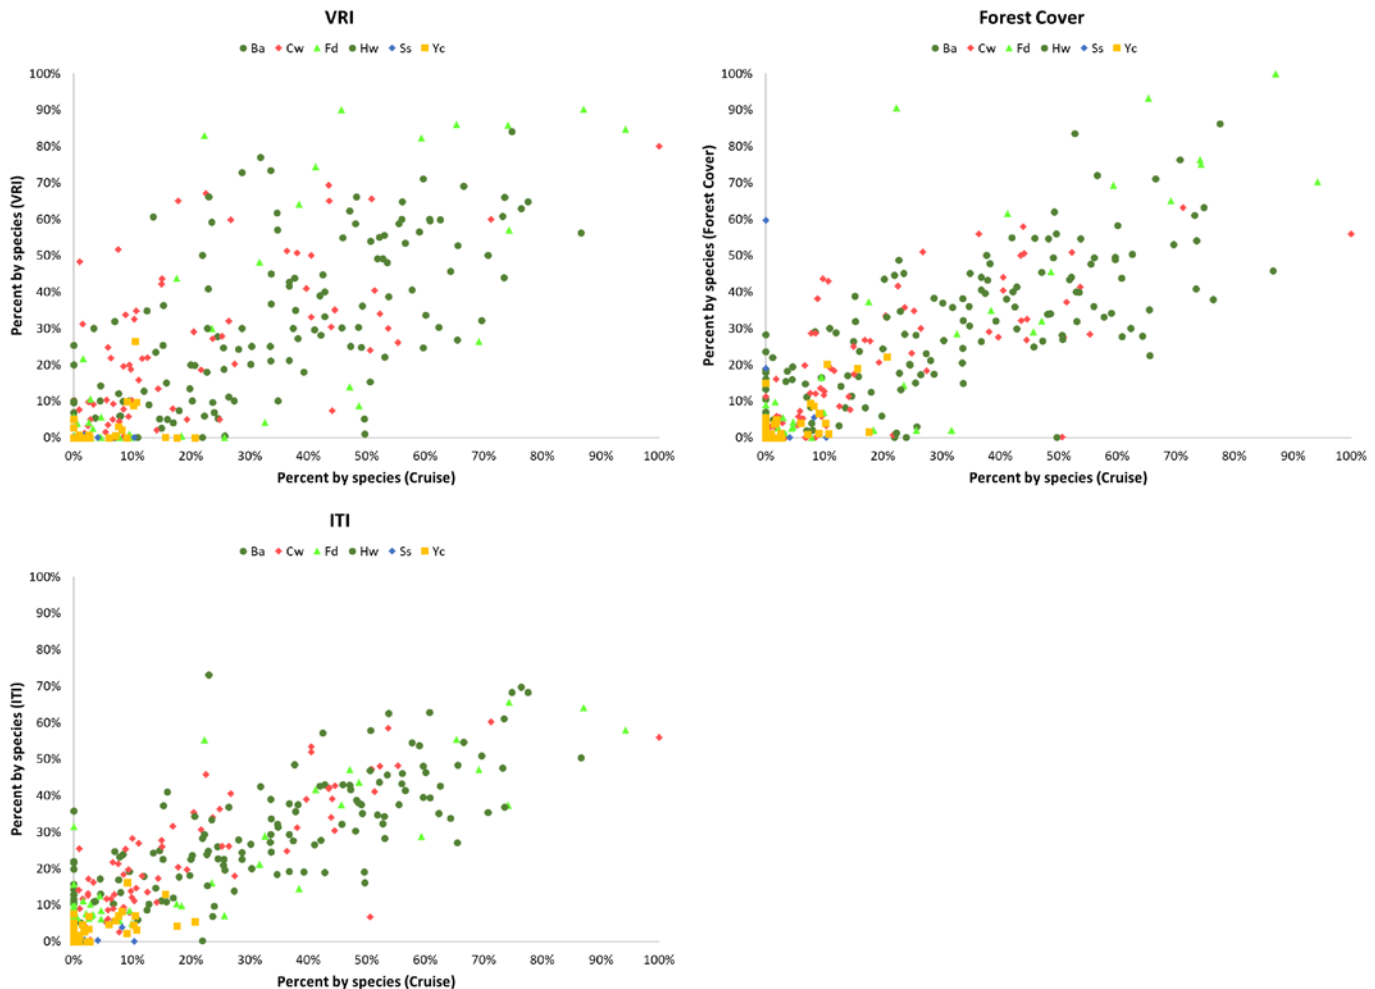 VRI
Ba Cw Fd Hw Ss Yc
100%
90%
80%
70%
60%
50%
40%
30%
20%
10%
0%
0% 10% 20% 30% 40% 50% 60% 70% 80% 90% 100%
Percent by species (VRI)
Percent by species (Cruise)
Forest Cover
Ba Cw Fd Hw Ss Yc
100%
90%
80%
70%
60%
50%
40%
30%
20%
10%
0%
0% 10% 20% 30% 40% 50% 60% 70% 80% 90% 100%
Percent by species (Forest Cover)
Percent by species (Cruise)
ITI
Ba Cw Fd Hw Ss Yc
100%
90%
80%
70%
60%
50%
40%
30%
20%
10%
0%
0% 10% 20% 30% 40% 50% 60% 70% 80% 90% 100%
Percent by species (ITI)
Percent by species (Cruise)